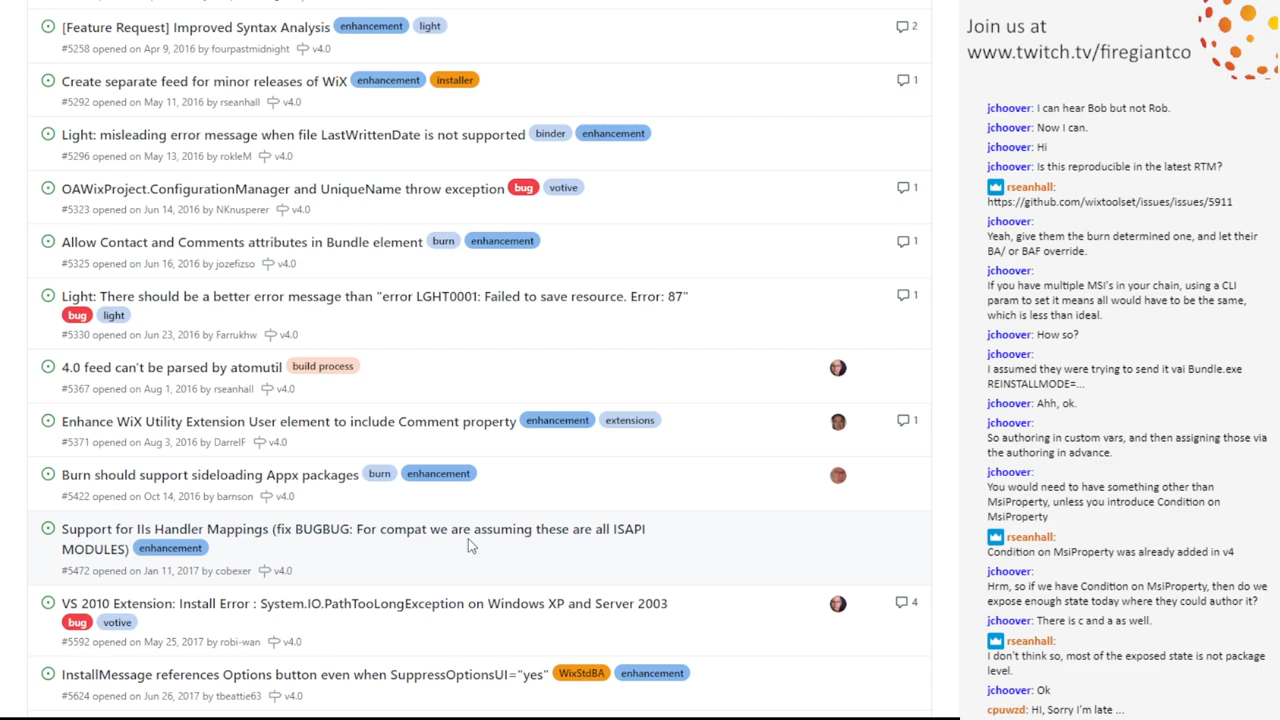 [Feature Request] Improved Syntax Analysis enhancement light 2
#5258 opened on Apr 9, 2016 by fourpastmidnight v4.0
Create separate feed for minor releases of WiX enhancement installer 1
#5292 opened on May 11, 2016 by rseanhall v4.0
Light: misleading error message when file LastWrittenDate is not supported binder enhancement
#5296 opened on May 13, 2016 by rokleM v4.0
OAWixProject.ConfigurationManager and UniqueName throw exception bug votive 1
#5323 opened on Jun 14, 2016 by NKnusperer v4.0
Allow Contact and Comments attributes in Bundle element burn enhancement 1
#5325 opened on Jun 16, 2016 by jozefizso v4.0
Light: There should be a better error message than "error LGHT0001: Failed to save resource. Error: 87" 1
bug light
#5330 opened on Jun 23, 2016 by Farrukhw v4.0
4.0 feed can't be parsed by atomutil build process
#5367 opened on Aug 1, 2016 by rseanhall v4.0
Enhance WiX Utility Extension User element to include Comment property enhancement extensions 1
#5371 opened on Aug 3, 2016 by DarrelF v4.0
Burn should support sideloading Appx packages burn enhancement
#5422 opened on Oct 14, 2016 by barnson v4.0
Support for IIs Handler Mappings (fix BUGBUG: For compat we are assuming these are all ISAPI
MODULES) enhancement
#5472 opened on Jan 11, 2017 by cobexer v4.0
VS 2010 Extension: Install Error : System.IO.PathTooLongException on Windows XP and Server 2003 4
bug votive
#5592 opened on May 25, 2017 by robi-wan v4.0
InstallMessage references Options button even when SuppressOptionsUI="yes" WixStdBA enhancement
#5624 opened on Jun 26, 2017 by tbeattie63 v4.0
Join us at
www.twitch.tv/firegiantco
jchoover: I can hear Bob but not Rob.
jchoover: Now I can.
jchoover: Hi
jchoover: Is this reproducible in the latest RTM?
rseanhall:
https://github.com/wixtoolset/issues/issues/5911
jchoover:
Yeah, give them the burn determined one, and let their
BA/ or BAF override.
jchoover:
If you have multiple MSI's in your chain, using a CLI
param to set it means all would have to be the same,
which is less than ideal.
jchoover: How so?
jchoover:
I assumed they were trying to send it vai Bundle.exe
REINSTALLMODE=...
jchoover: Ahh, ok.
jchoover:
So authoring in custom vars, and then assigning those via
the authoring in advance.
jchoover:
You would need to have something other than
MsiProperty, unless you introduce Condition on
MsiProperty
rseanhall:
Condition on MsiProperty was already added in v4
jchoover:
Hrm, so if we have Condition on MsiProperty, then do we
expose enough state today where they could author it?
jchoover: There is c and a as well.
rseanhall:
I don't think so, most of the exposed state is not package
level.
jchoover: Ok
cpuwzd: HI, Sorry I'm late ...